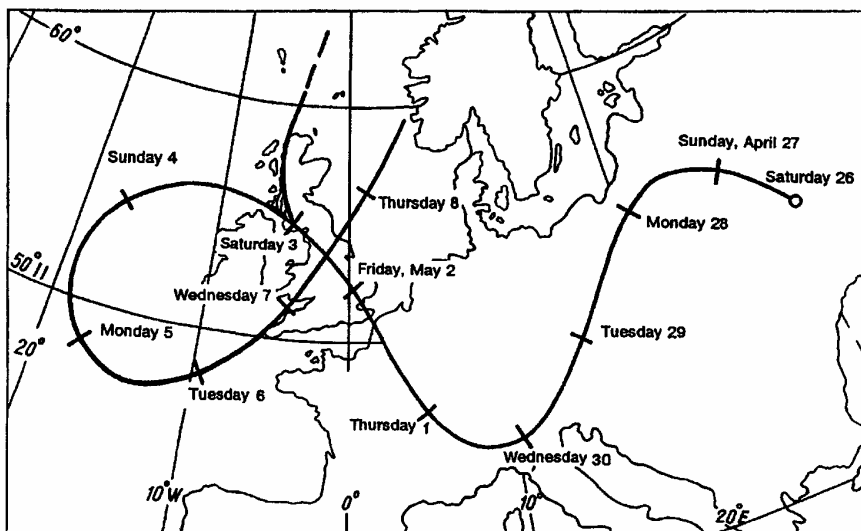 60°
Sunday 4
Sunday, April 27
Saturday 26
Thursday 8
Monday 28
Saturday 3
50°N
Friday, May 2
Wednesday 7
Monday 5
Tuesday 29
20°
Tuesday 6
Thursday 1
Wednesday 30
10°W
0°
10°
20°E